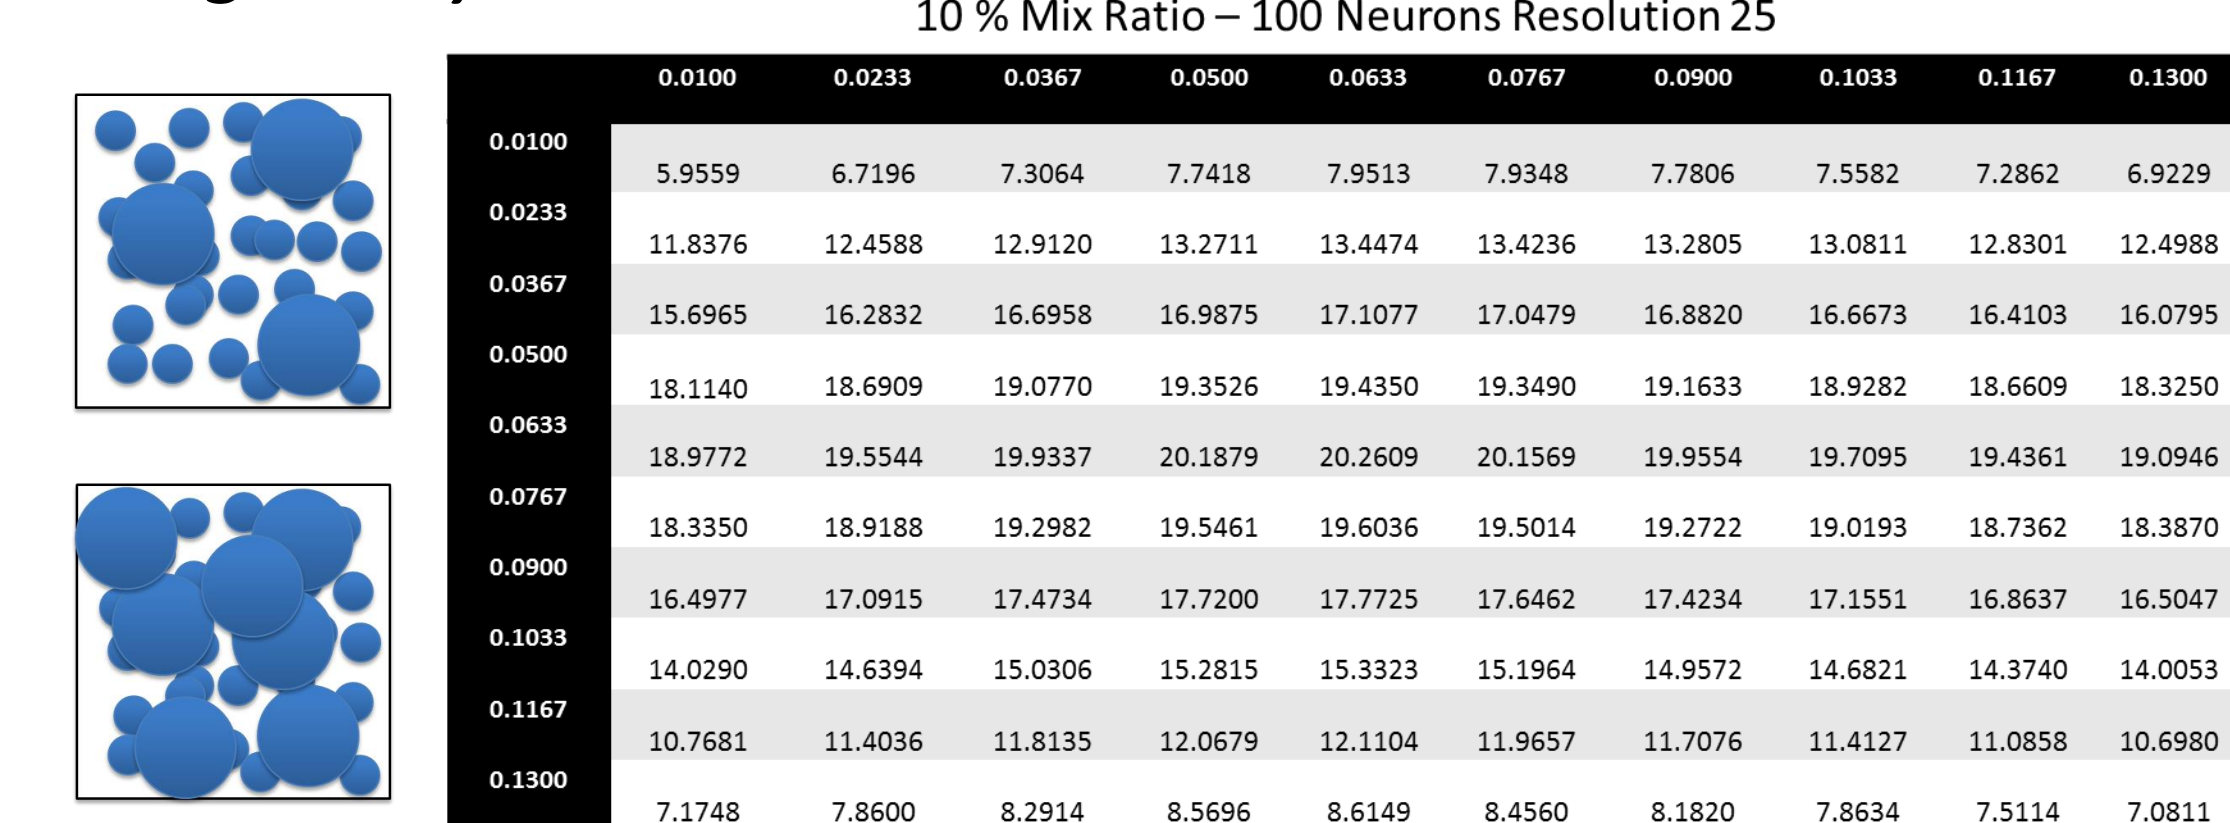 10 % Mix Ratio – 100 Neurons Resolution 25
0.0100 0.0233 0.0367 0.0500 0.0633 0.0767 0.0900 0.1033 0.1167 0.1300
0.0100
5.9559 6.7196 7.3064 7.7418 7.9513 7.9348 7.7806 7.5582 7.2862 6.9229
0.0233
11.8376 12.4588 12.9120 13.2711 13.4474 13.4236 13.2805 13.0811 12.8301 12.4988
0.0367
15.6965 16.2832 16.6958 16.9875 17.1077 17.0479 16.8820 16.6673 16.4103 16.0795
0.0500
18.1140 18.6909 19.0770 19.3526 19.4350 19.3490 19.1633 18.9282 18.6609 18.3250
0.0633
18.9772 19.5544 19.9337 20.1879 20.2609 20.1569 19.9554 19.7095 19.4361 19.0946
0.0767
18.3350 18.9188 19.2982 19.5461 19.6036 19.5014 19.2722 19.0193 18.7362 18.3870
0.0900
16.4977 17.0915 17.4734 17.7200 17.7725 17.6462 17.4234 17.1551 16.8637 16.5047
0.1033
14.0290 14.6394 15.0306 15.2815 15.3323 15.1964 14.9572 14.6821 14.3740 14.0053
0.1167
10.7681 11.4036 11.8135 12.0679 12.1104 11.9657 11.7076 11.4127 11.0858 10.6980
0.1300
7.1748 7.8600 8.2914 8.5696 8.6149 8.4560 8.1820 7.8634 7.5114 7.0811